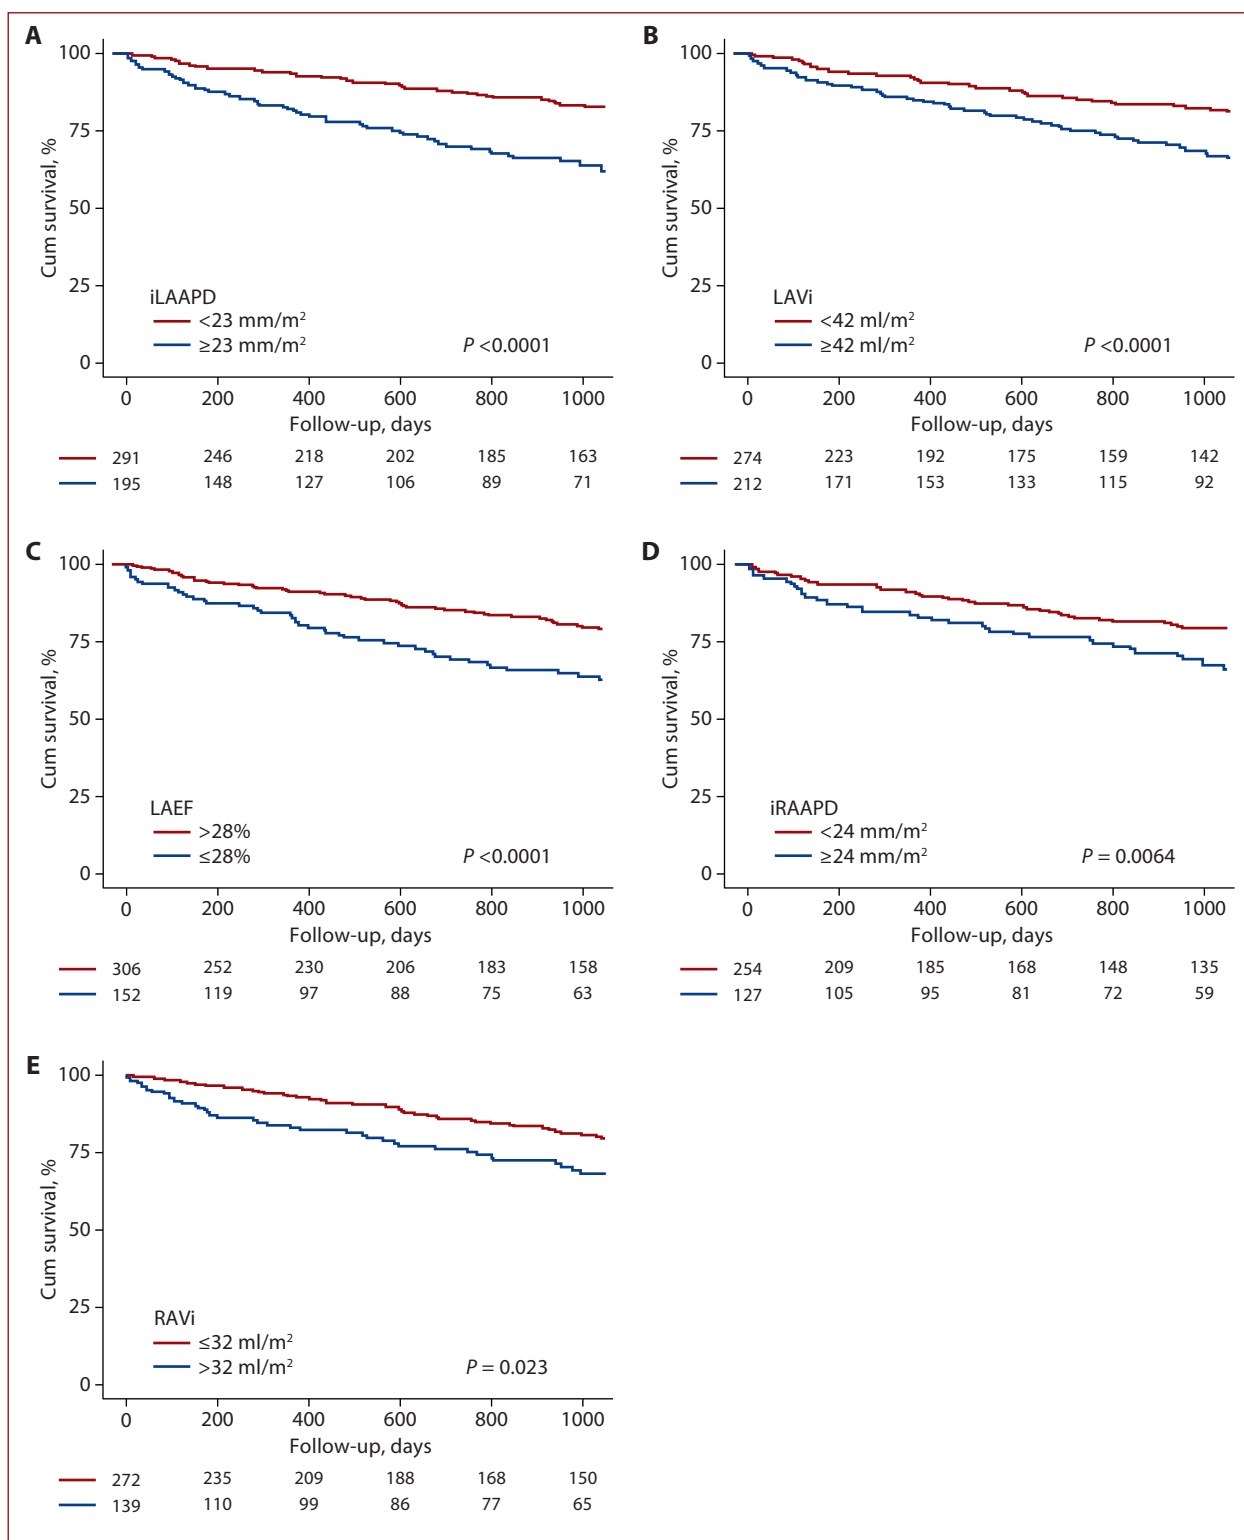 A
100
75
50
25
0
Cum survival, %
iLAAPD
<23 mm/m²
≥23 mm/m²
P <0.0001
0 200 400 600 800 1000
Follow-up, days
291 246 218 202 185 163
195 148 127 106 89 71
B
100
75
50
25
0
Cum survival, %
LAVi
<42 ml/m²
≥42 ml/m²
P <0.0001
0 200 400 600 800 1000
Follow-up, days
274 223 192 175 159 142
212 171 153 133 115 92
C
100
75
50
25
0
Cum survival, %
LAEF
>28%
≤28%
P <0.0001
0 200 400 600 800 1000
Follow-up, days
306 252 230 206 183 158
152 119 97 88 75 63
D
100
75
50
25
0
Cum survival, %
iRAAPD
<24 mm/m²
≥24 mm/m²
P = 0.0064
0 200 400 600 800 1000
Follow-up, days
254 209 185 168 148 135
127 105 95 81 72 59
E
100
75
50
25
0
Cum survival, %
RAVi
≤32 ml/m²
>32 ml/m²
P = 0.023
0 200 400 600 800 1000
Follow-up, days
272 235 209 188 168 150
139 110 99 86 77 65